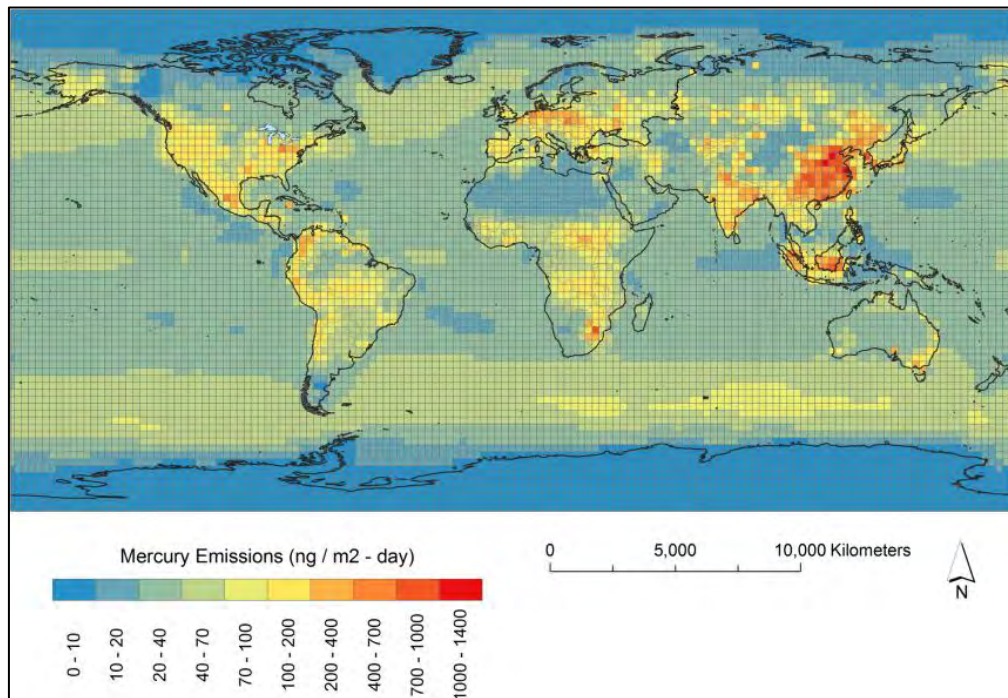 Mercury Emissions (ng / m2 - day)
0 - 10
10 - 20
20 - 40
40 - 70
70 - 100
100 - 200
200 - 400
400 - 700
700 - 1000
1000 - 1400
0 5,000 10,000 Kilometers
N